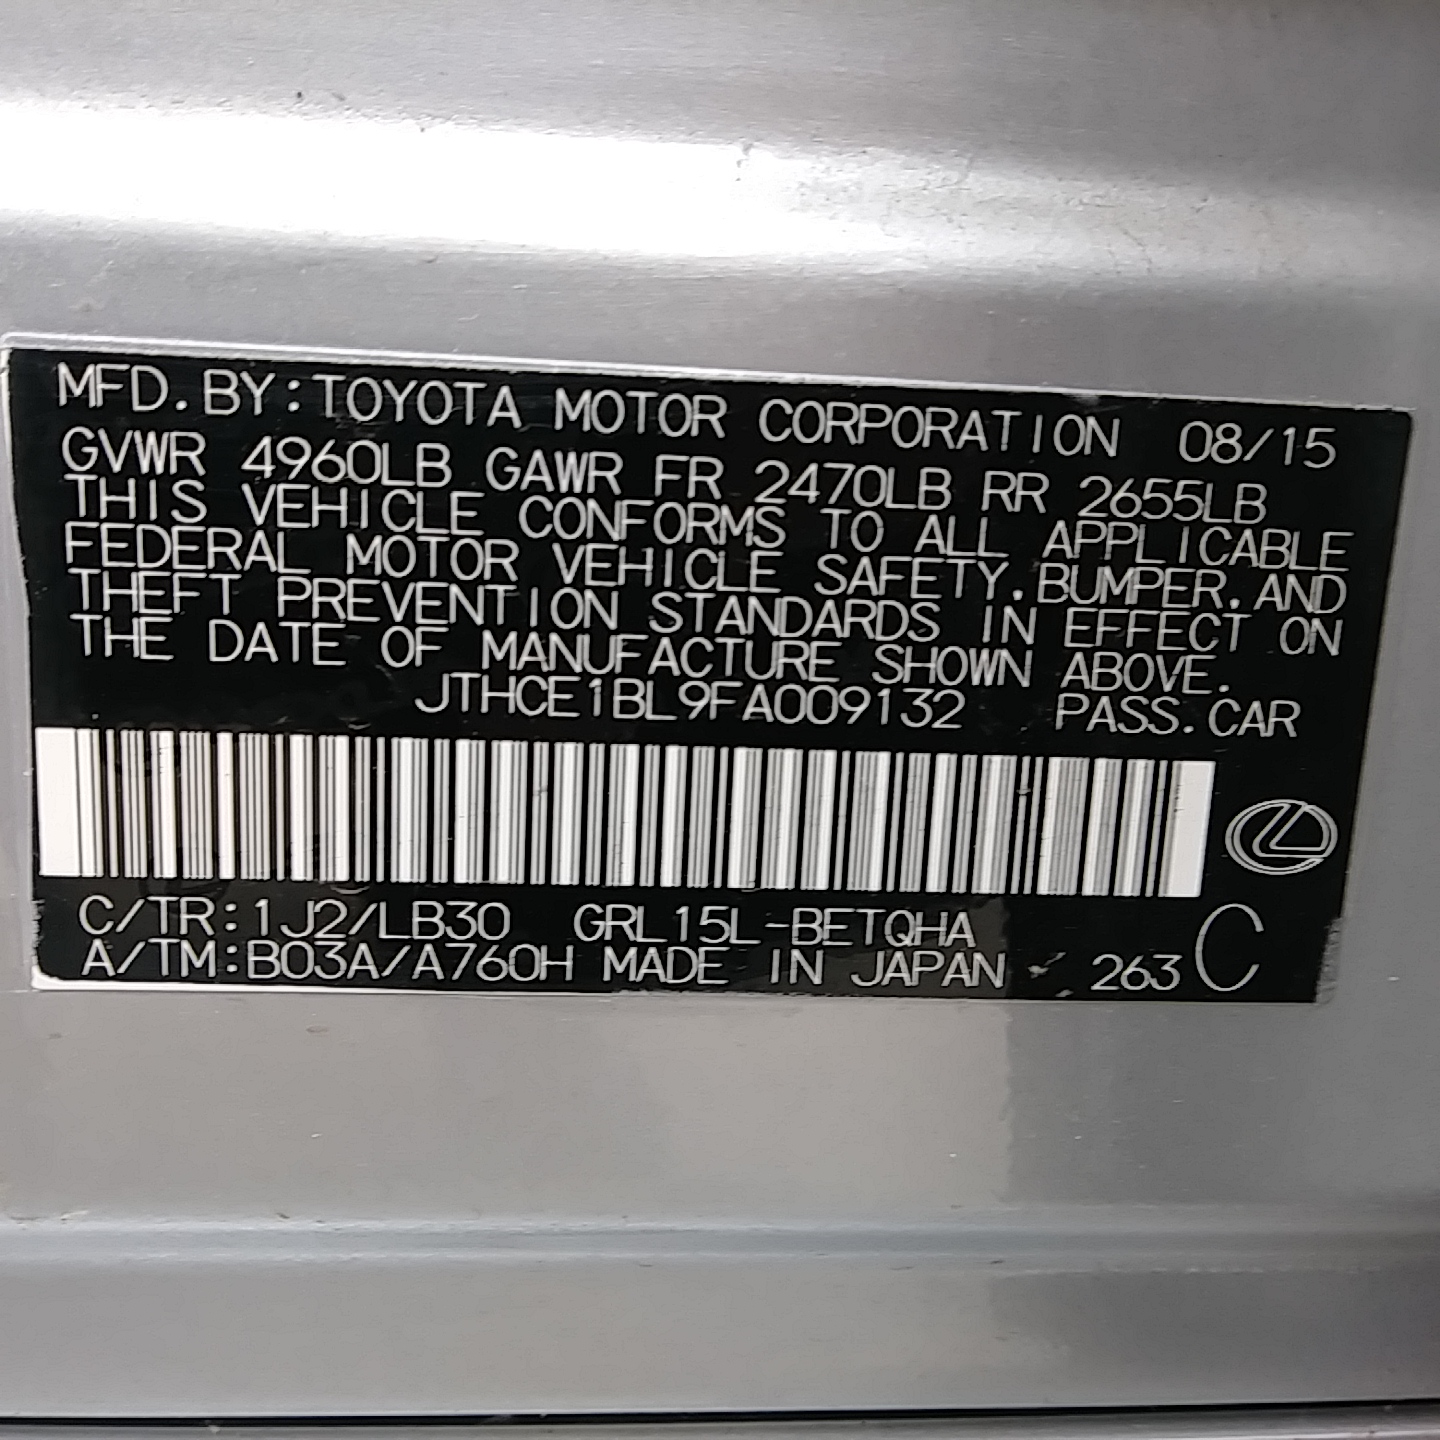 MFD. BY: TOYOTA MOTOR CORPORATION 08/15
GVWR 4960LB GAWR FR 2470LB RR 2655LB
THIS VEHICLE CONFORMS TO ALL APPLICABLE
FEDERAL MOTOR VEHICLE SAFETY. BUMPER. AND
THEFT PREVENTION STANDARDS IN EFFECT ON
THE DATE OF MANUFACTURE SHOWN ABOVE.
JTHCE1BL9FA009132 PASS. CAR
C/TR: 1J2/LB30 GRL15L-BETQHA
A/TM: B03A/A760H MADE IN JAPAN 263 C